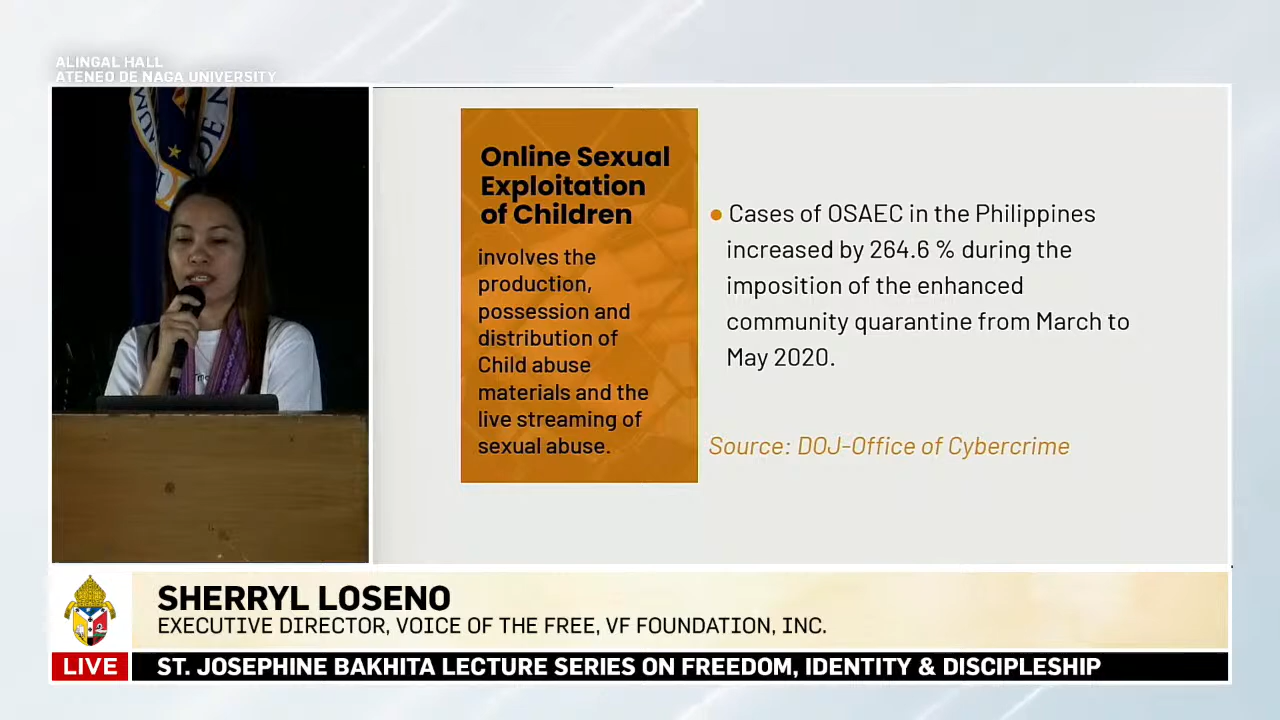 ALINGAL HALL
ATENEO DE NAGA UNIVERSITY
Online Sexual
Exploitation
of Children
involves the
production,
possession and
distribution of
Child abuse
materials and the
live streaming of
sexual abuse.
● Cases of OSAEC in the Philippines
increased by 264.6 % during the
imposition of the enhanced
community quarantine from March to
May 2020.
Source: DOJ-Office of Cybercrime
SHERRYL LOSENO
EXECUTIVE DIRECTOR, VOICE OF THE FREE, VF FOUNDATION, INC.
LIVE
ST. JOSEPHINE BAKHITA LECTURE SERIES ON FREEDOM, IDENTITY & DISCIPLESHIP